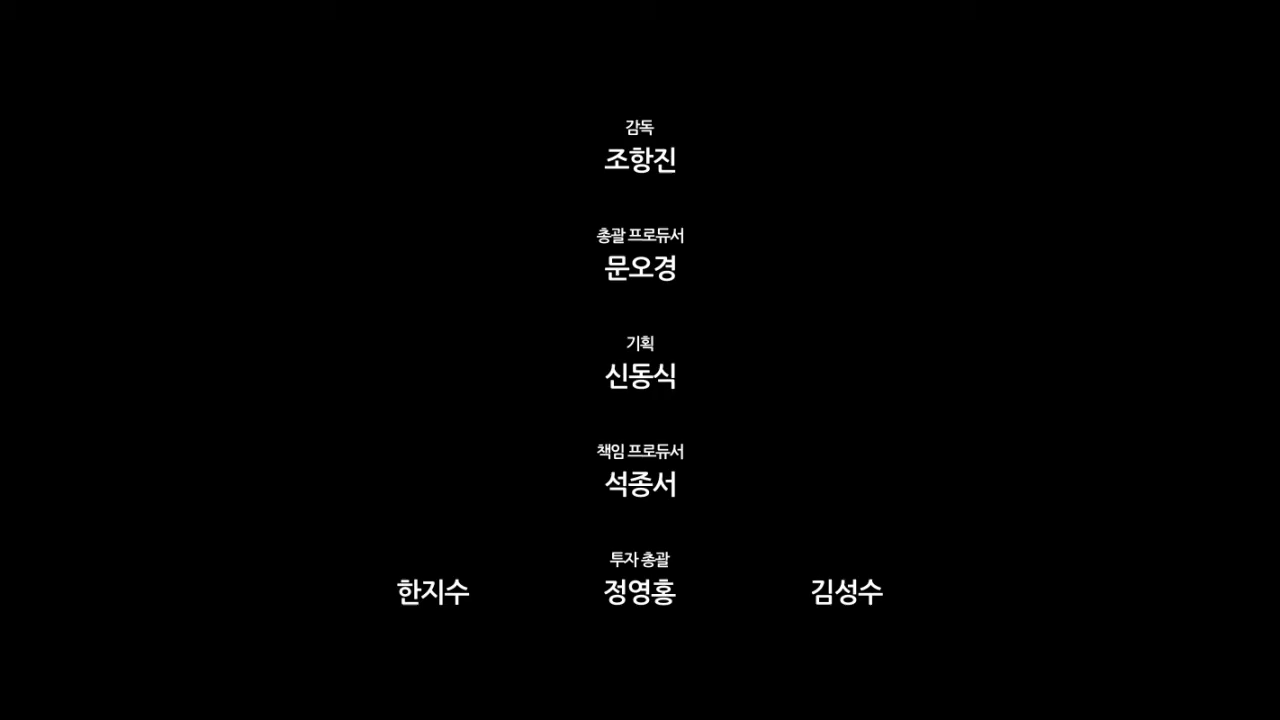 감독
조항진
총괄 프로듀서
문오경
기획
신동식
책임 프로듀서
석종서
투자 총괄
한지수 정영홍 김성수